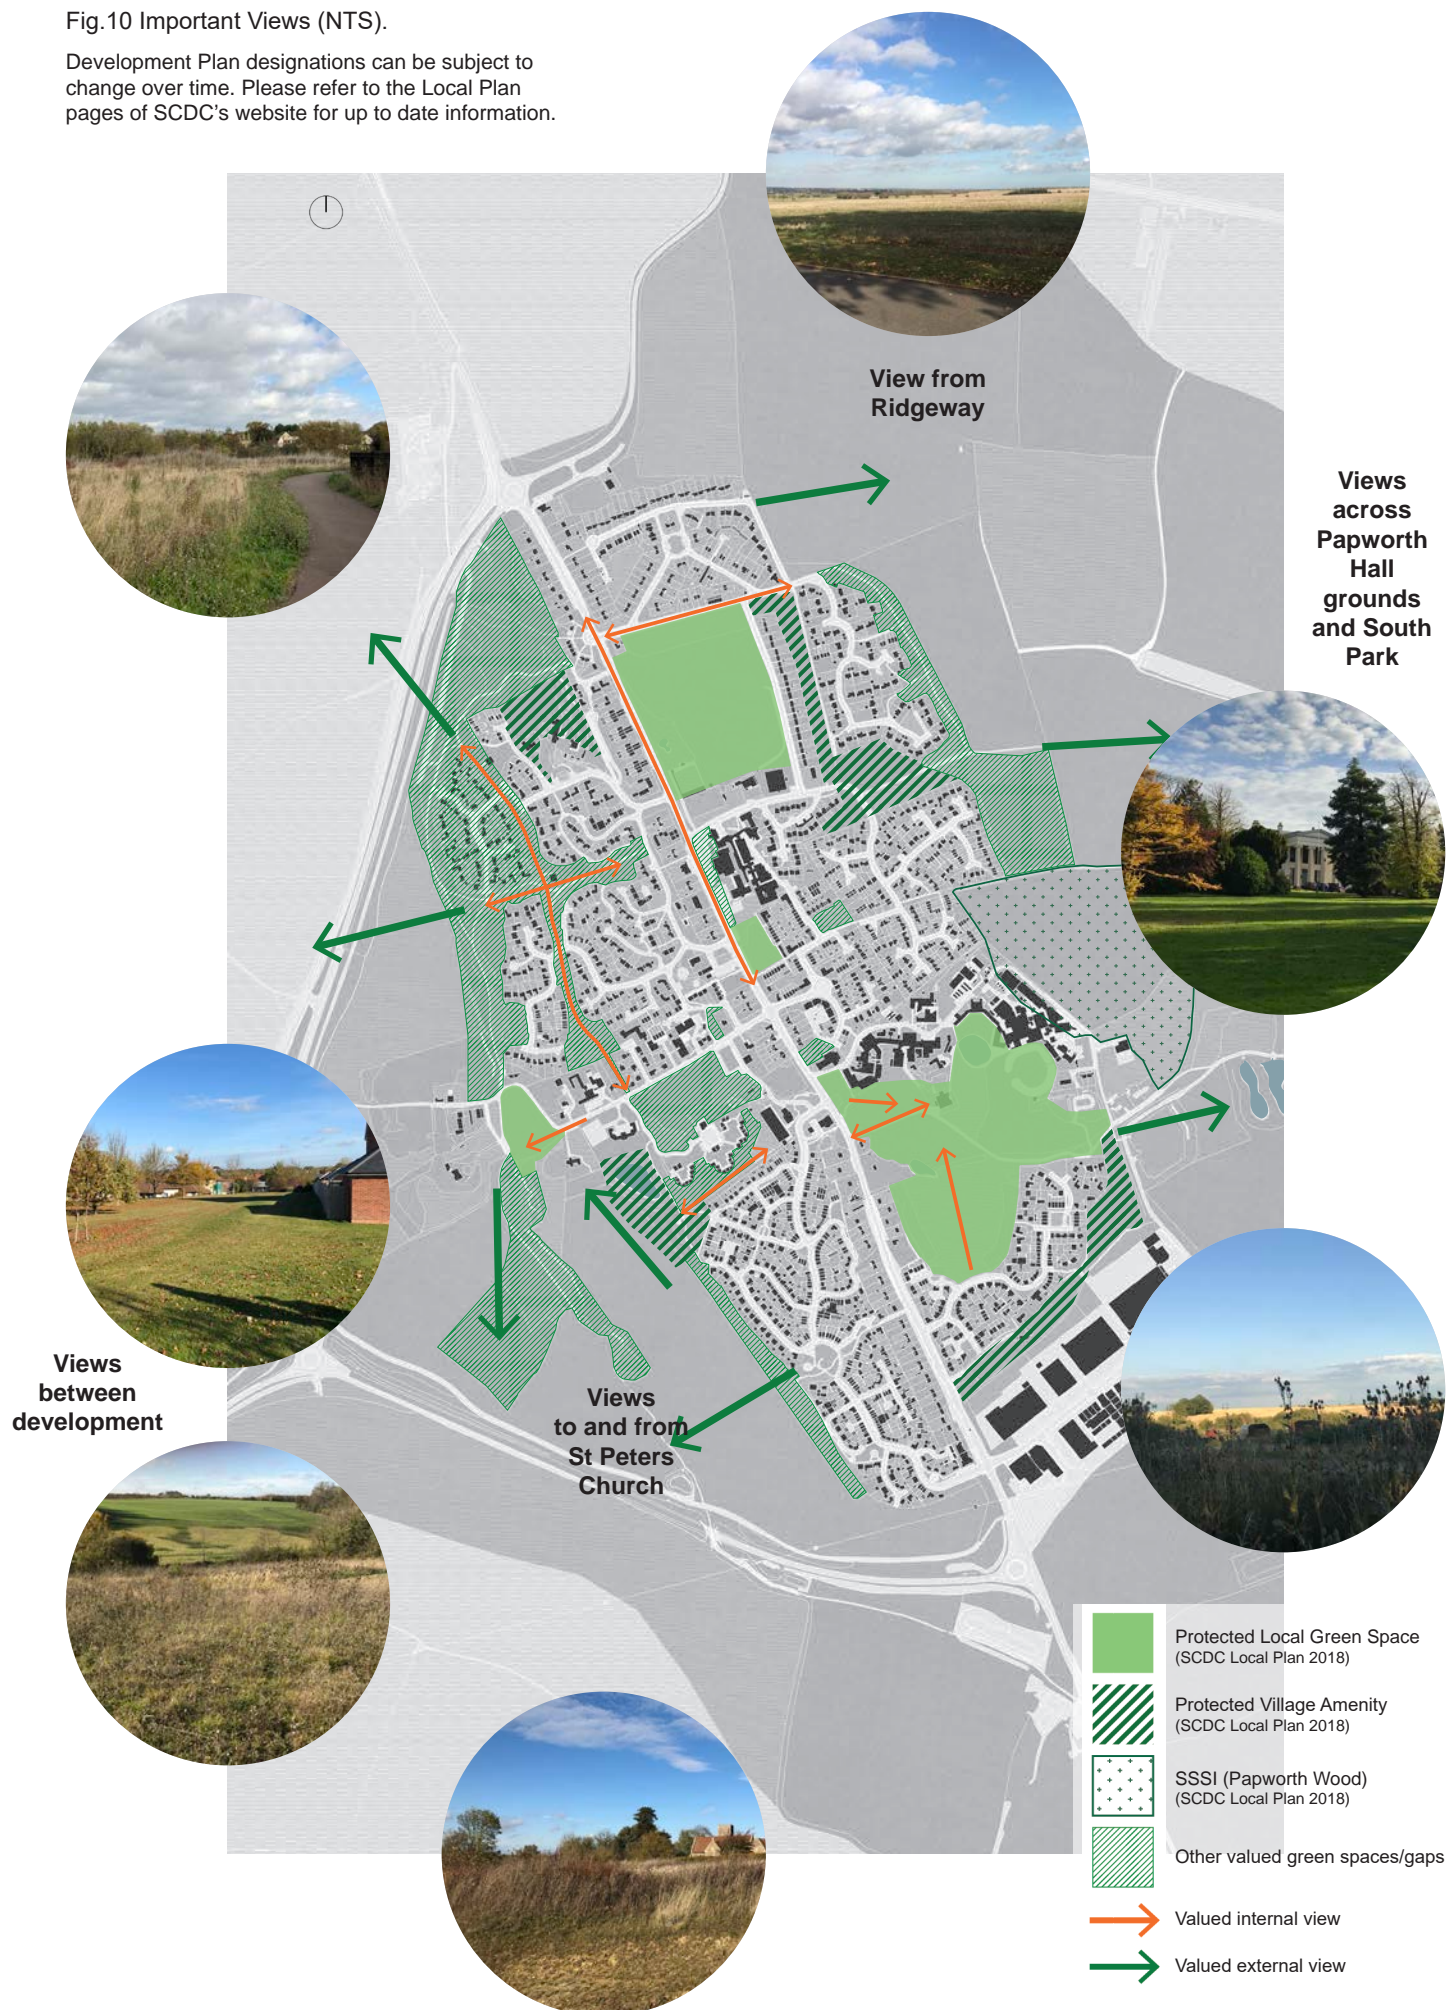 Fig.10 Important Views (NTS).
Development Plan designations can be subject to
change over time. Please refer to the Local Plan
pages of SCDC's website for up to date information.
View from
Ridgeway
Views
across
Papworth
Hall
grounds
and South
Park
Views
between
development
Views
to and from
St Peters
Church
Protected Local Green Space
(SCDC Local Plan 2018)
Protected Village Amenity
(SCDC Local Plan 2018)
SSSI (Papworth Wood)
(SCDC Local Plan 2018)
Other valued green spaces/gaps
Valued internal view
Valued external view